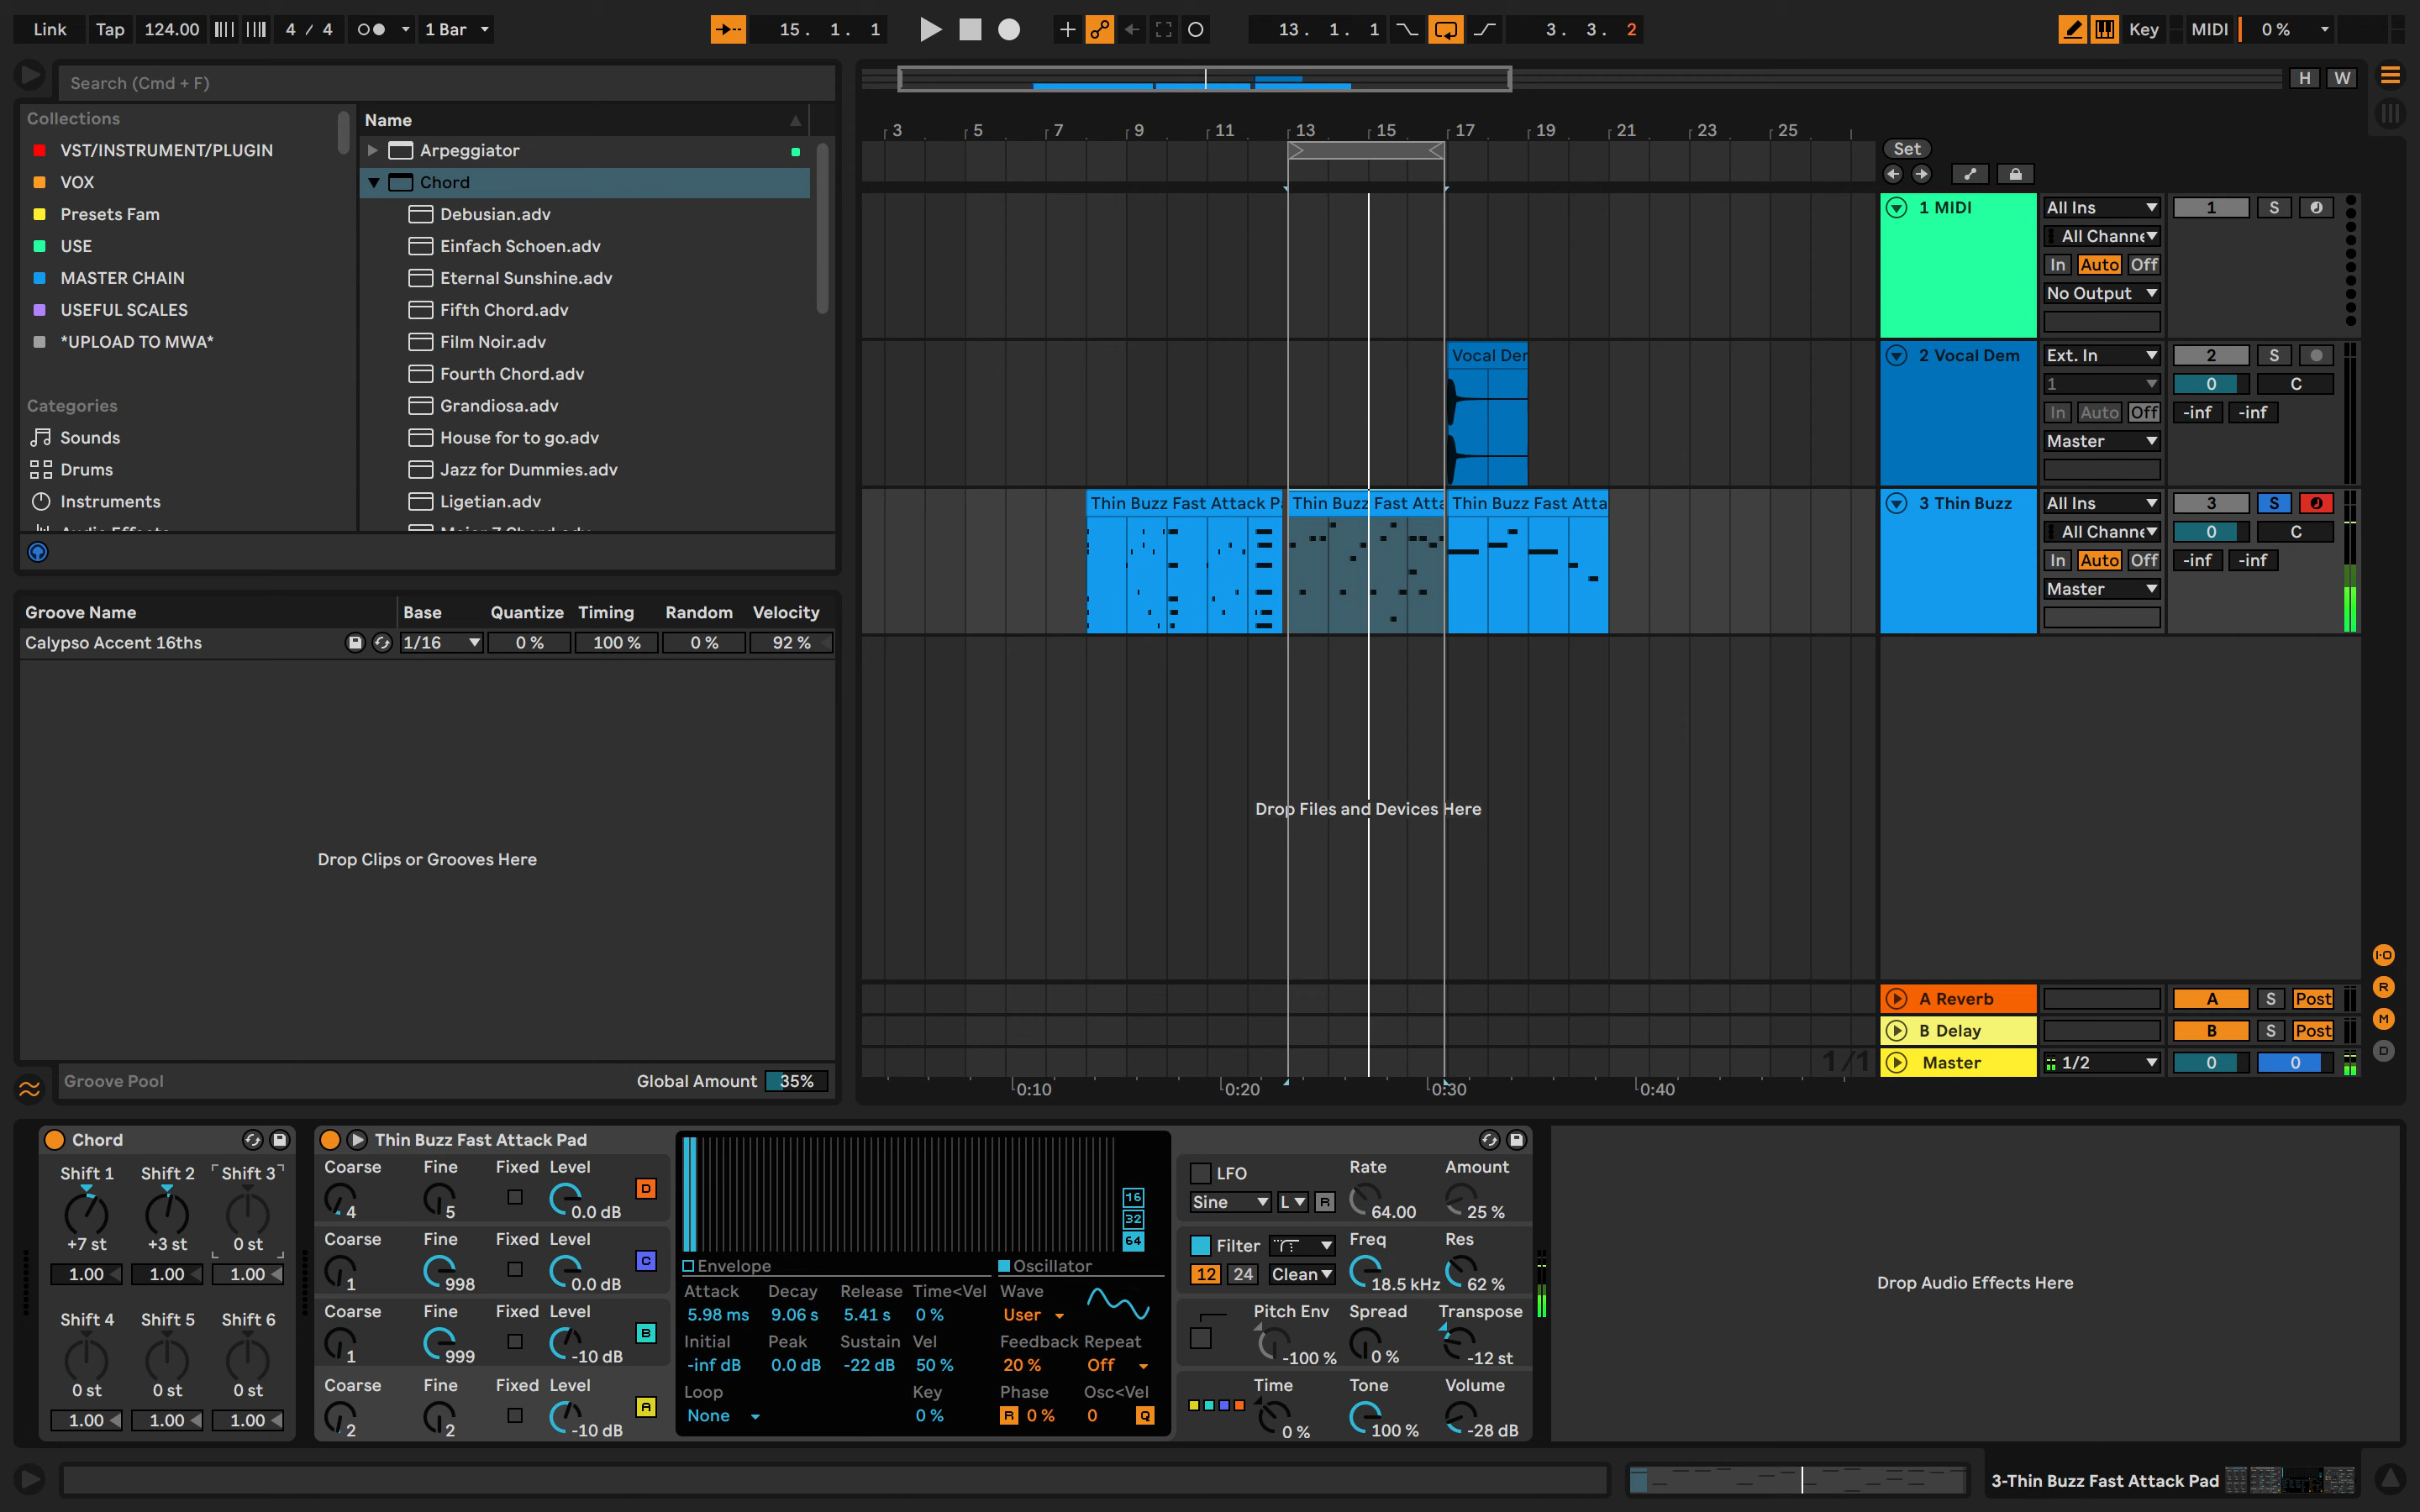 Link Tap 124.00 4 / 4 1 Bar 15. 1. 1 13. 1. 1 3. 3. 2 Key MIDI 0 %
Search (Cmd + F)
H W
Collections
VST/INSTRUMENT/PLUGIN
VOX
Presets Fam
USE
MASTER CHAIN
USEFUL SCALES
*UPLOAD TO MWA*
Categories
Sounds
Drums
Instruments
Name
Arpeggiator
Chord
Debusian.adv
Einfach Schoen.adv
Eternal Sunshine.adv
Fifth Chord.adv
Film Noir.adv
Fourth Chord.adv
Grandiosa.adv
House for to go.adv
Jazz for Dummies.adv
Ligetian.adv
3 5 7 9 11 13 15 17 19 21 23 25
Set
1 MIDI All Ins 1 S
All Channe
In Auto Off
No Output
Vocal Der
2 Vocal Dem Ext. In 2 S
1 0 C
In Auto Off -inf -inf
Master
Thin Buzz Fast Attack P Thin Buzz Fast Atta Thin Buzz Fast Atta
3 Thin Buzz All Ins 3 S
All Channe 0 C
In Auto Off -inf -inf
Master
Groove Name Base Quantize Timing Random Velocity
Calypso Accent 16ths 1/16 0 % 100 % 0 % 92 %
Drop Clips or Grooves Here
Drop Files and Devices Here
Groove Pool Global Amount 35%
I·O
R
M
D
A Reverb A S Post
B Delay B S Post
1/1
Master 1/2 0 0
0:10 0:20 0:30 0:40
Chord
Shift 1 Shift 2 Shift 3
+7 st +3 st 0 st
1.00 1.00 1.00
Shift 4 Shift 5 Shift 6
0 st 0 st 0 st
1.00 1.00 1.00
Thin Buzz Fast Attack Pad
Coarse Fine Fixed Level
4 5 0.0 dB D
Coarse Fine Fixed Level
1 998 0.0 dB C
Coarse Fine Fixed Level
1 999 -10 dB B
Coarse Fine Fixed Level
2 2 -10 dB A
16
32
64
Envelope Oscillator
Attack Decay Release Time<Vel Wave
5.98 ms 9.06 s 5.41 s 0 % User
Initial Peak Sustain Vel Feedback Repeat
-inf dB 0.0 dB -22 dB 50 % 20 % Off
Loop Key Phase Osc<Vel
None 0 % R 0 % 0 Q
LFO Rate Amount
Sine L R 64.00 25 %
Filter Freq Res
12 24 Clean 18.5 kHz 62 %
Pitch Env Spread Transpose
-100 % 0 % -12 st
Time Tone Volume
0 % 100 % -28 dB
Drop Audio Effects Here
3-Thin Buzz Fast Attack Pad